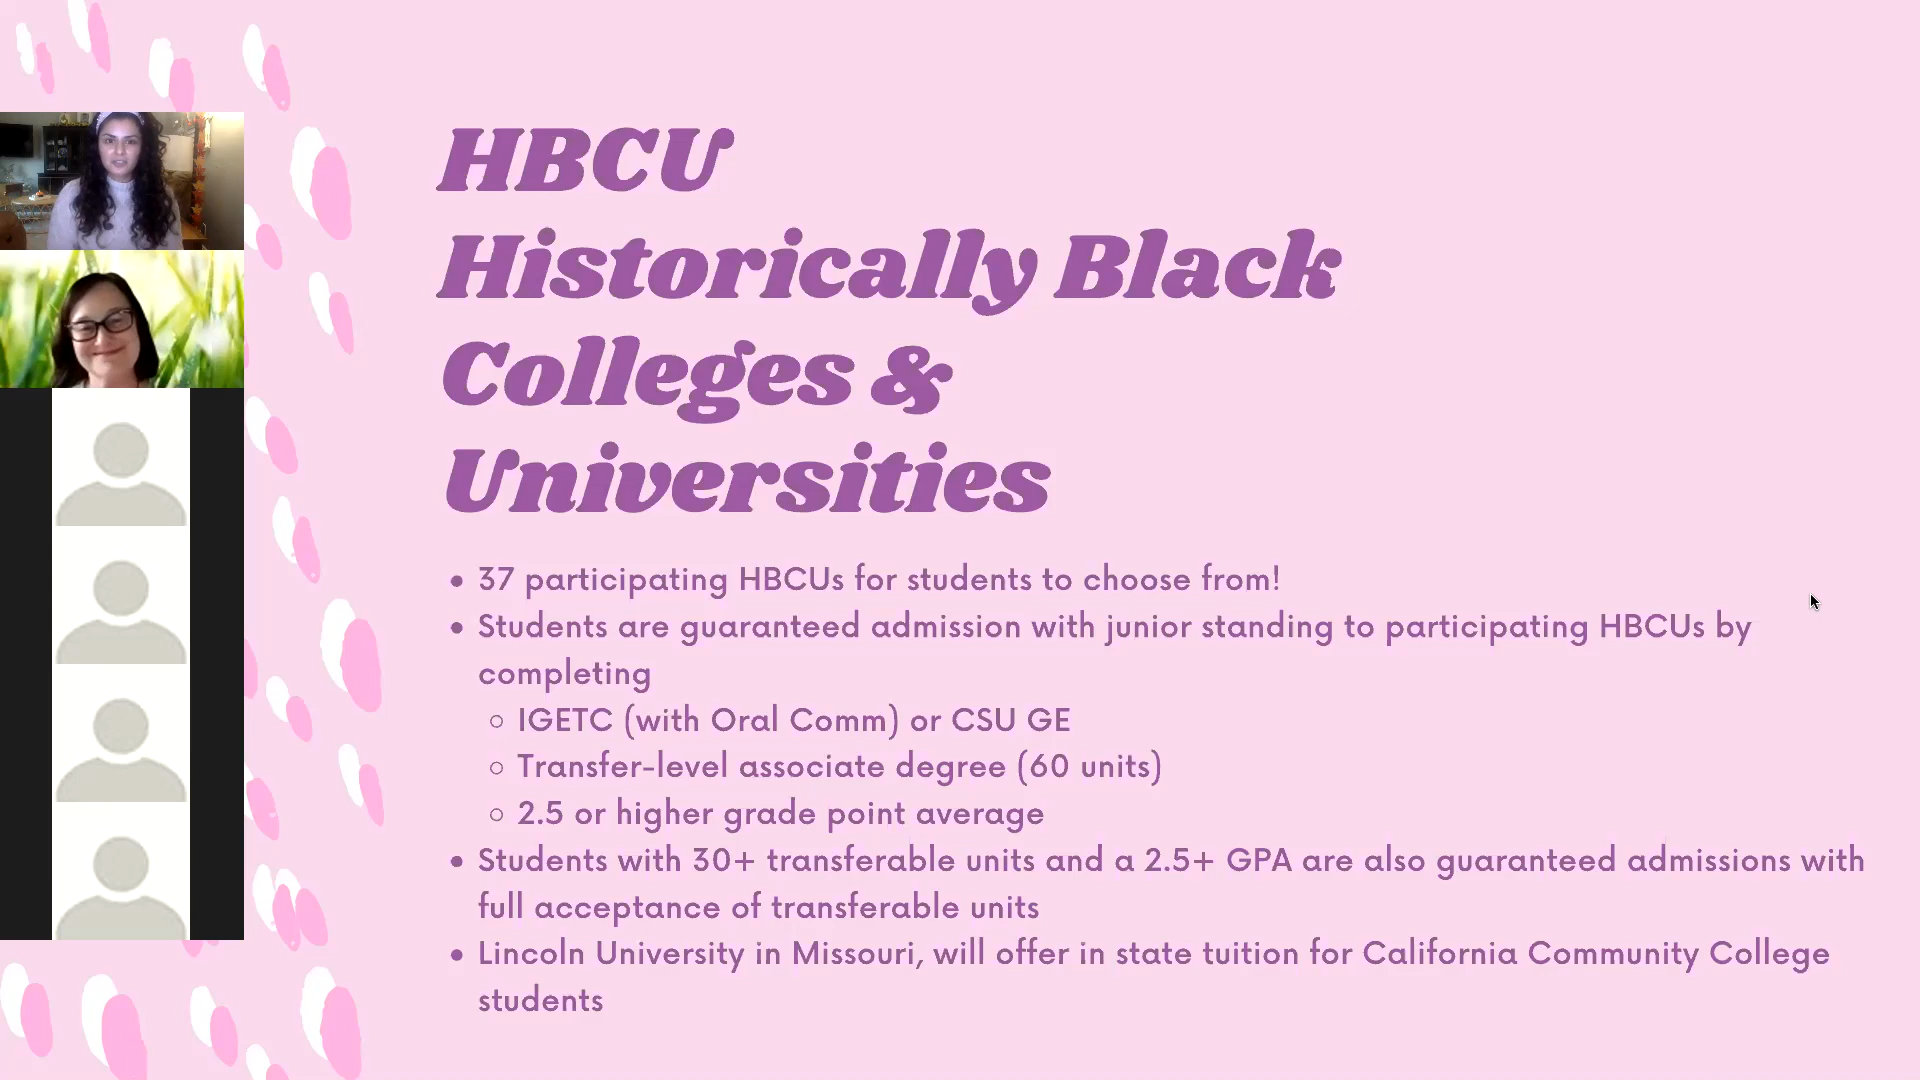 HBCU
Historically Black
Colleges &
Universities
• 37 participating HBCUs for students to choose from!
• Students are guaranteed admission with junior standing to participating HBCUs by
completing
○ IGETC (with Oral Comm) or CSU GE
○ Transfer-level associate degree (60 units)
○ 2.5 or higher grade point average
• Students with 30+ transferable units and a 2.5+ GPA are also guaranteed admissions with
full acceptance of transferable units
• Lincoln University in Missouri, will offer in state tuition for California Community College
students